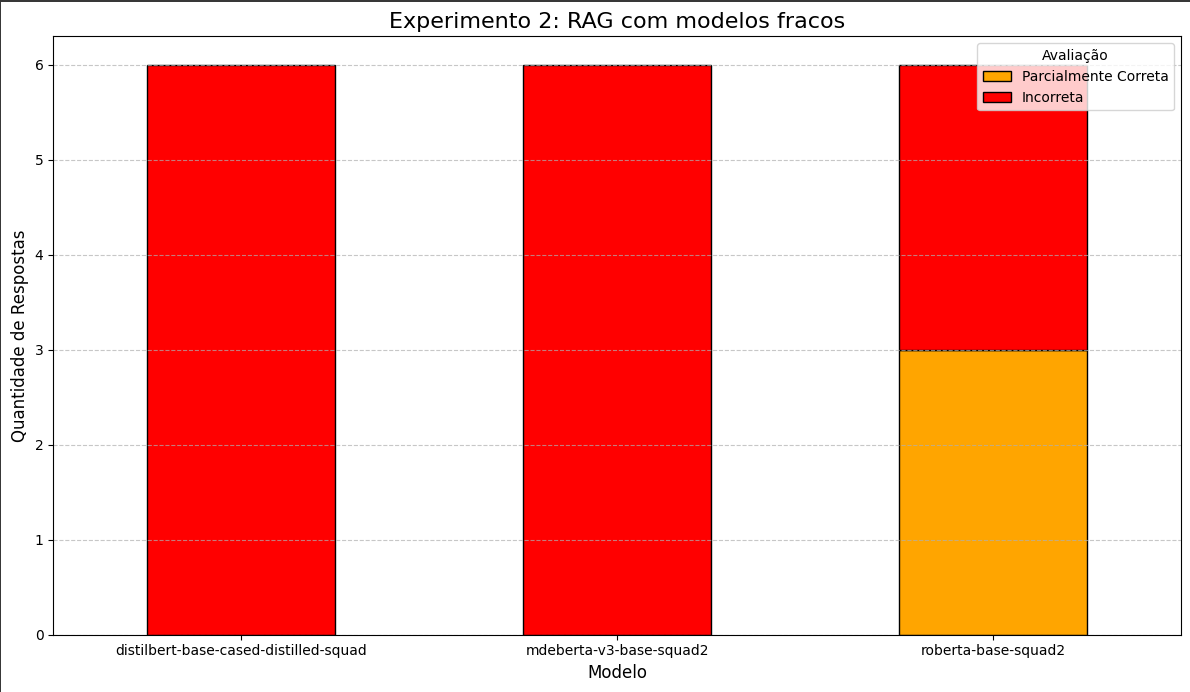 Experimento 2: RAG com modelos fracos
Avaliação
Parcialmente Correta
Incorreta
Quantidade de Respostas
6
5
4
3
2
1
0
distilbert-base-cased-distilled-squad
mdeberta-v3-base-squad2
roberta-base-squad2
Modelo